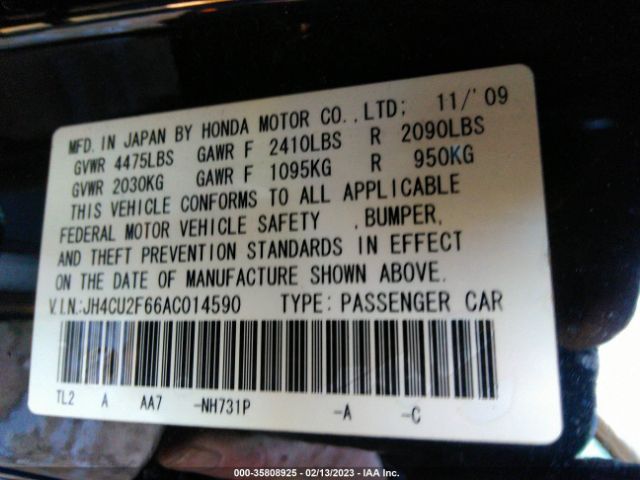 MFD. IN JAPAN BY HONDA MOTOR CO.,LTD; 11/'09
GVWR 4475LBS GAWR F 2410LBS R 2090LBS
GVWR 2030KG GAWR F 1095KG R 950KG
THIS VEHICLE CONFORMS TO ALL APPLICABLE
FEDERAL MOTOR VEHICLE SAFETY ,BUMPER,
AND THEFT PREVENTION STANDARDS IN EFFECT
ON THE DATE OF MANUFACTURE SHOWN ABOVE.
V.I.N.:JH4CU2F66AC014590 TYPE: PASSENGER CAR
TL2 A AA7 -NH731P -A -C
000-35808925 - 02/13/2023 - IAA Inc.